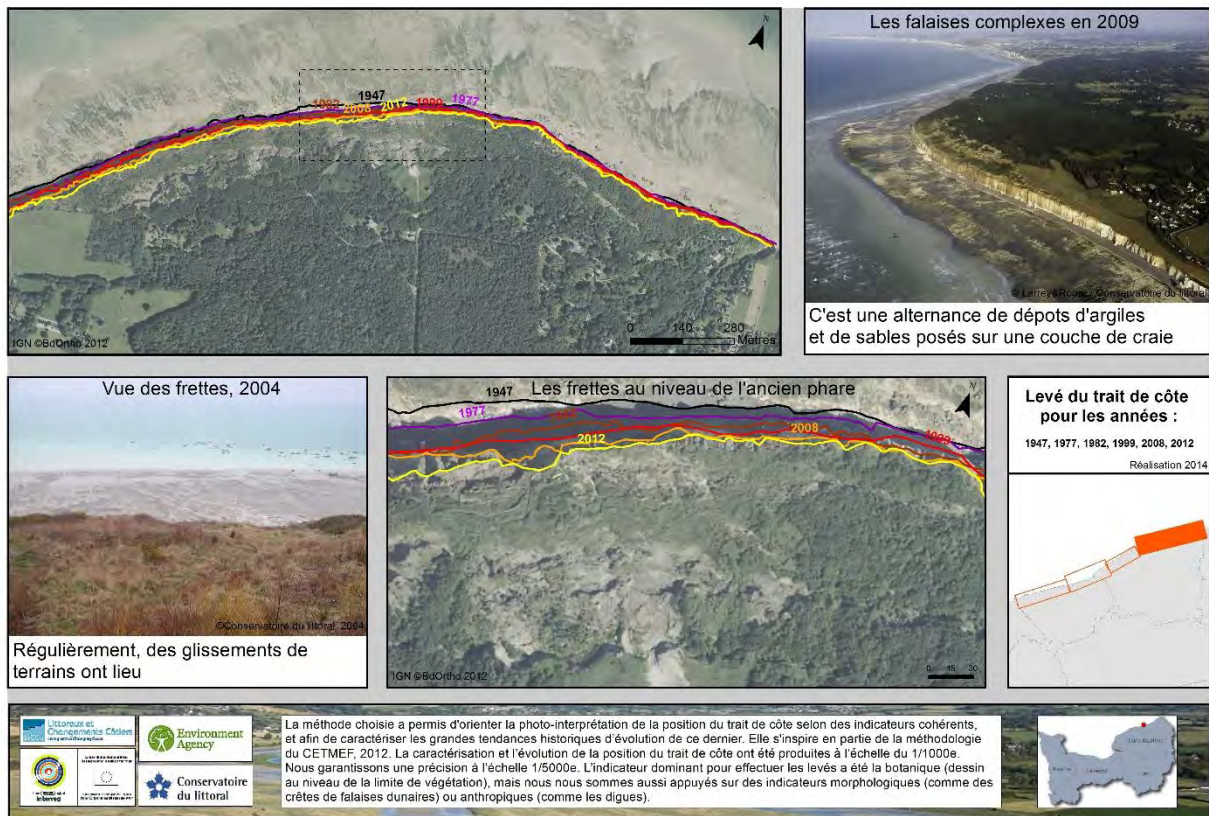 N
1947
1982
2008
2012
1999
1977
0 140 280
Mètres
IGN ©BdOrtho 2012
Les falaises complexes en 2009
© Larrey&Roger / Conservatoire du littoral
C'est une alternance de dépots d'argiles
et de sables posés sur une couche de craie
Vue des frettes, 2004
©Conservatoire du littoral, 2004
Régulièrement, des glissements de
terrains ont lieu
Les frettes au niveau de l'ancien phare
N
1947
1977
2008
1999
2012
0 15 30
IGN ©BdOrtho 2012
Levé du trait de côte
pour les années :
1947, 1977, 1982, 1999, 2008, 2012
Réalisation 2014
Littoraux et
Changements Côtiers
Environment
Agency
interreg
Conservatoire
du littoral
La méthode choisie a permis d'orienter la photo-interprétation de la position du trait de côte selon des indicateurs cohérents,
et afin de caractériser les grandes tendances historiques d'évolution de ce dernier. Elle s'inspire en partie de la méthodologie
du CETMEF, 2012. La caractérisation et l'évolution de la position du trait de côte ont été produites à l'échelle du 1/1000e.
Nous garantissons une précision à l'échelle 1/5000e. L'indicateur dominant pour effectuer les levés a été la botanique (dessin
au niveau de la limite de végétation), mais nous nous sommes aussi appuyés sur des indicateurs morphologiques (comme des
crêtes de falaises dunaires) ou anthropiques (comme les digues).